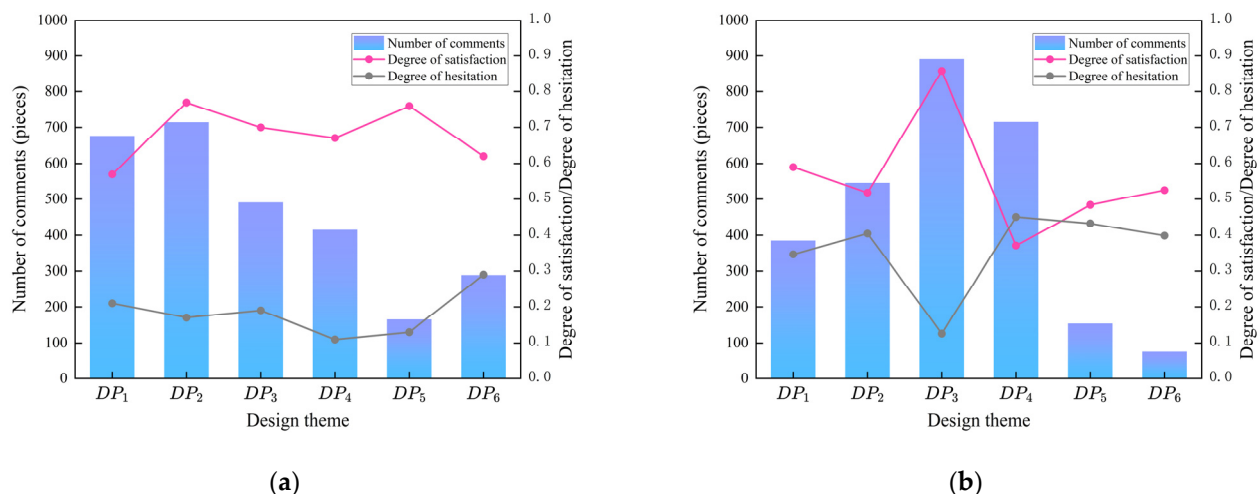 1000
900
800
700
600
500
400
300
200
100
0
Number of comments (pieces)
1.0
0.9
0.8
0.7
0.6
0.5
0.4
0.3
0.2
0.1
0.0
Degree of satisfaction/Degree of hesitation
Number of comments
Degree of satisfaction
Degree of hesitation
DP₁ DP₂ DP₃ DP₄ DP₅ DP₆
Design theme
(a)
1000
900
800
700
600
500
400
300
200
100
0
Number of comments (pieces)
1.0
0.9
0.8
0.7
0.6
0.5
0.4
0.3
0.2
0.1
0.0
Degree of satisfaction/Degree of hesitation
Number of comments
Degree of satisfaction
Degree of hesitation
DP₁ DP₂ DP₃ DP₄ DP₅ DP₆
Design theme
(b)